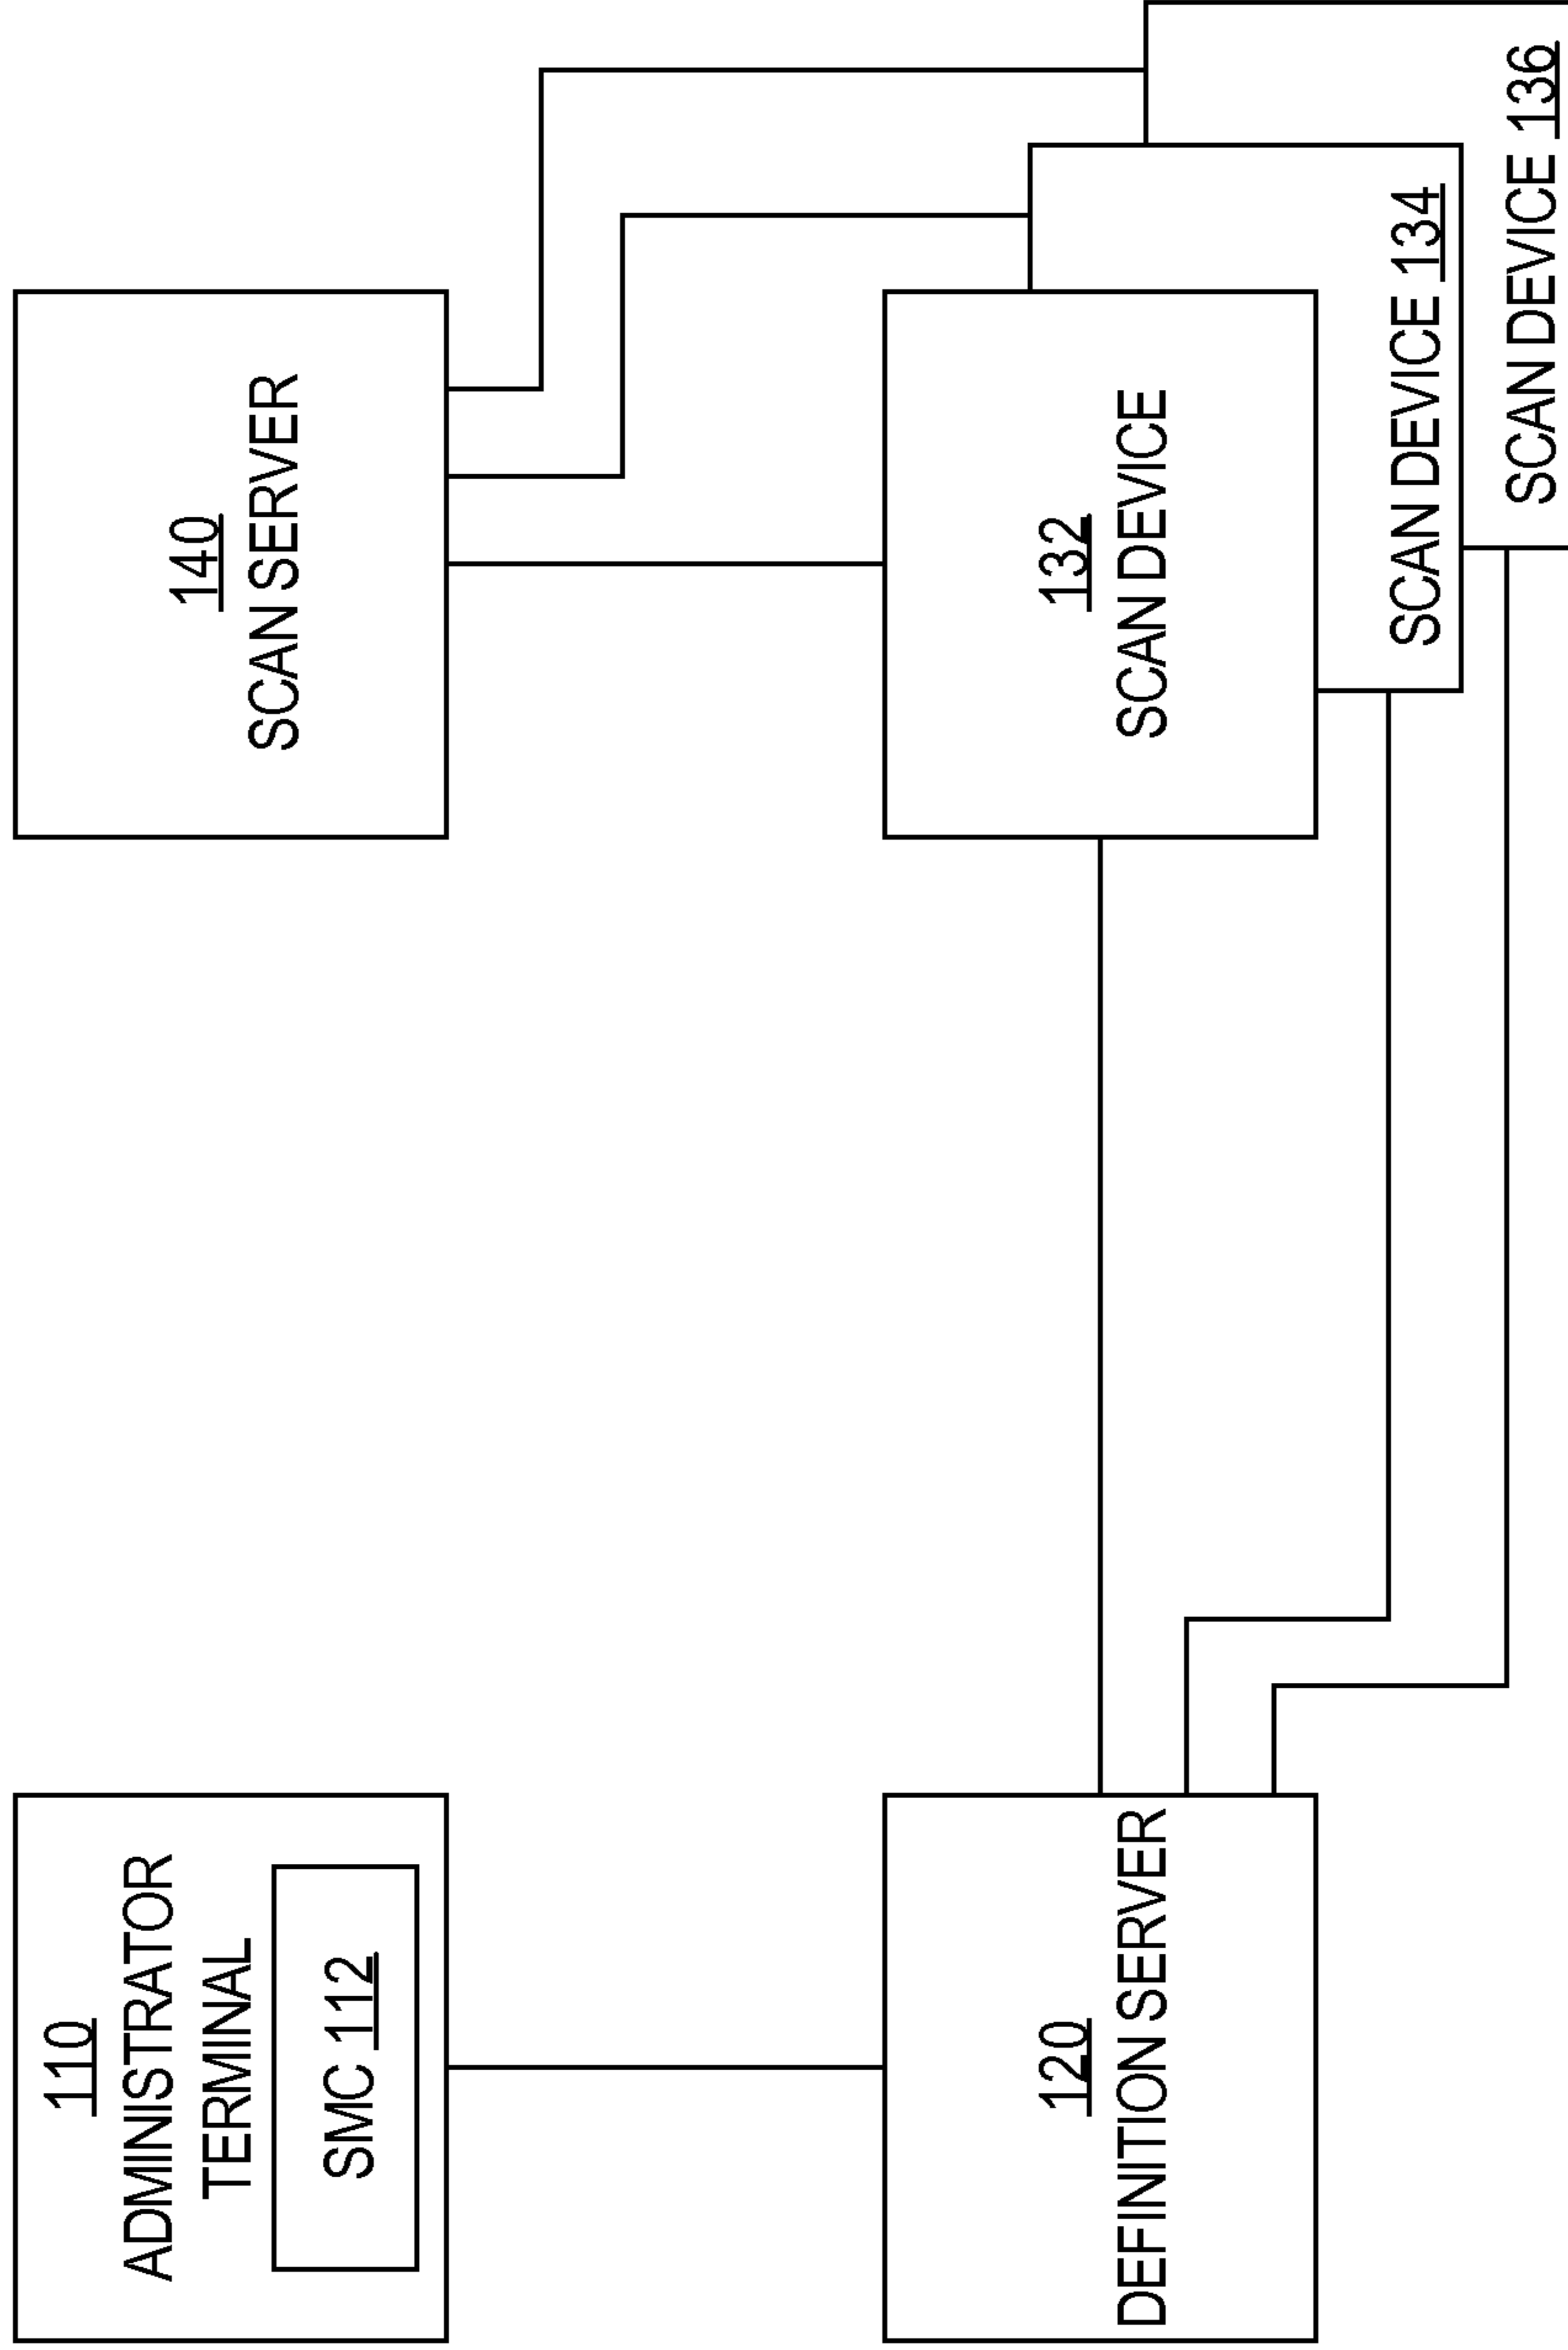 110
ADMINISTRATOR
TERMINAL
SMC 112
140
SCAN SERVER
120
DEFINITION SERVER
132
SCAN DEVICE
SCAN DEVICE 134
SCAN DEVICE 136